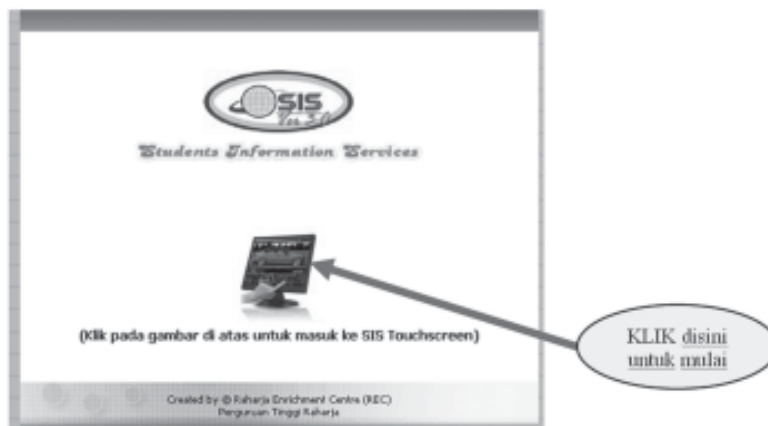 SIS
Ver 3.0
Students Information Services
(Klik pada gambar di atas untuk masuk ke SIS Touchscreen)
KLIK disini
untuk mulai
Created by @ Raharja Enrichment Centre (REC)
Perguruan Tinggi Raharja